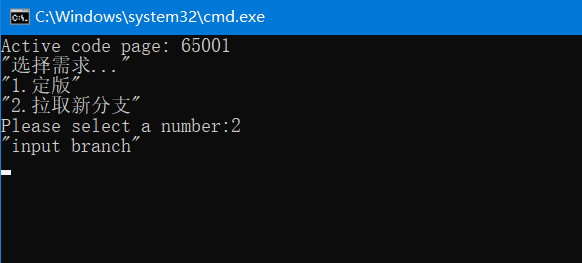 C:\Windows\system32\cmd.exe
Active code page: 65001
"选择需求..."
"1.定版"
"2.拉取新分支"
Please select a number:2
"input branch"